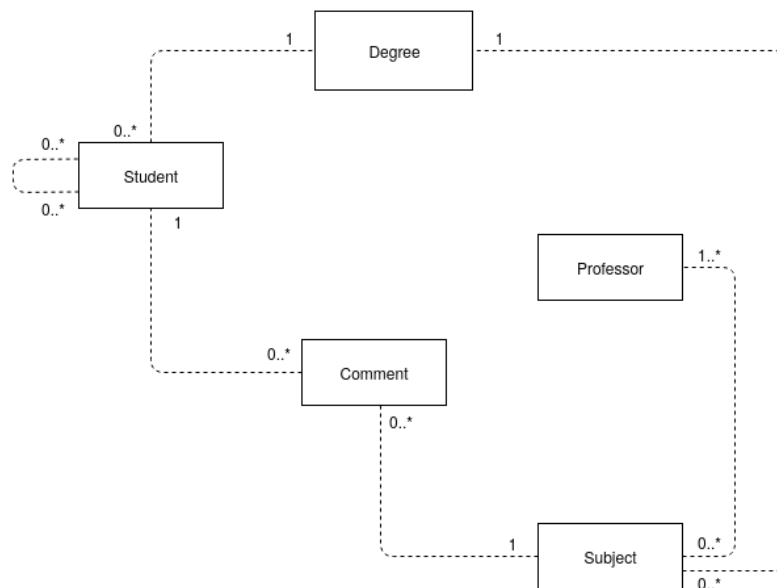 1
Degree
1
0..*
0..*
Student
0..*
1
1..*
Professor
0..*
Comment
0..*
1
Subject
0..*
0..*